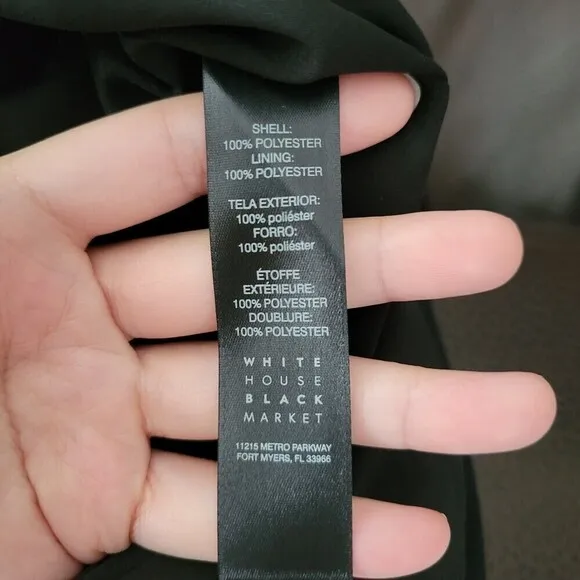 SHELL:
100% POLYESTER
LINING:
100% POLYESTER
TELA EXTERIOR:
100% poliéster
FORRO:
100% poliéster
ÉTOFFE
EXTÉRIEURE:
100% POLYESTER
DOUBLURE:
100% POLYESTER
WHITE
HOUSE
BLACK
MARKET
11215 METRO PARKWAY
FORT MYERS, FL 33966